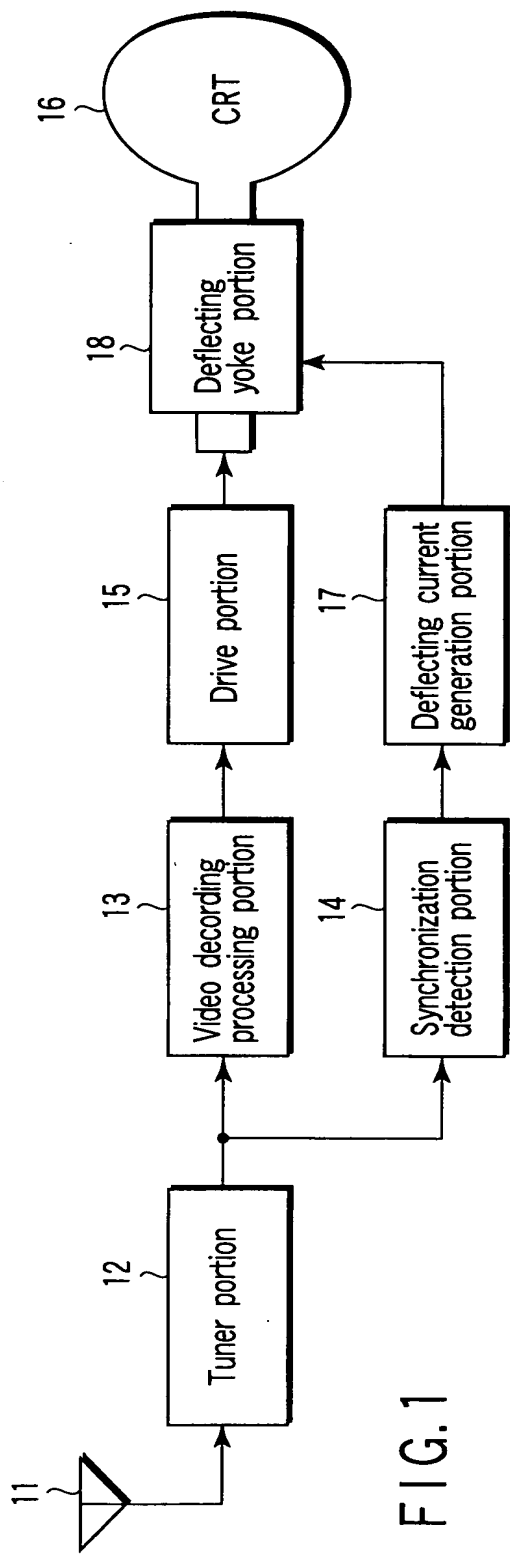 11
12
Tuner portion
13
Video decording
processing portion
14
Synchronization
detection portion
15
Drive portion
17
Deflecting current
generation portion
18
Deflecting
yoke portion
16
CRT
FIG. 1